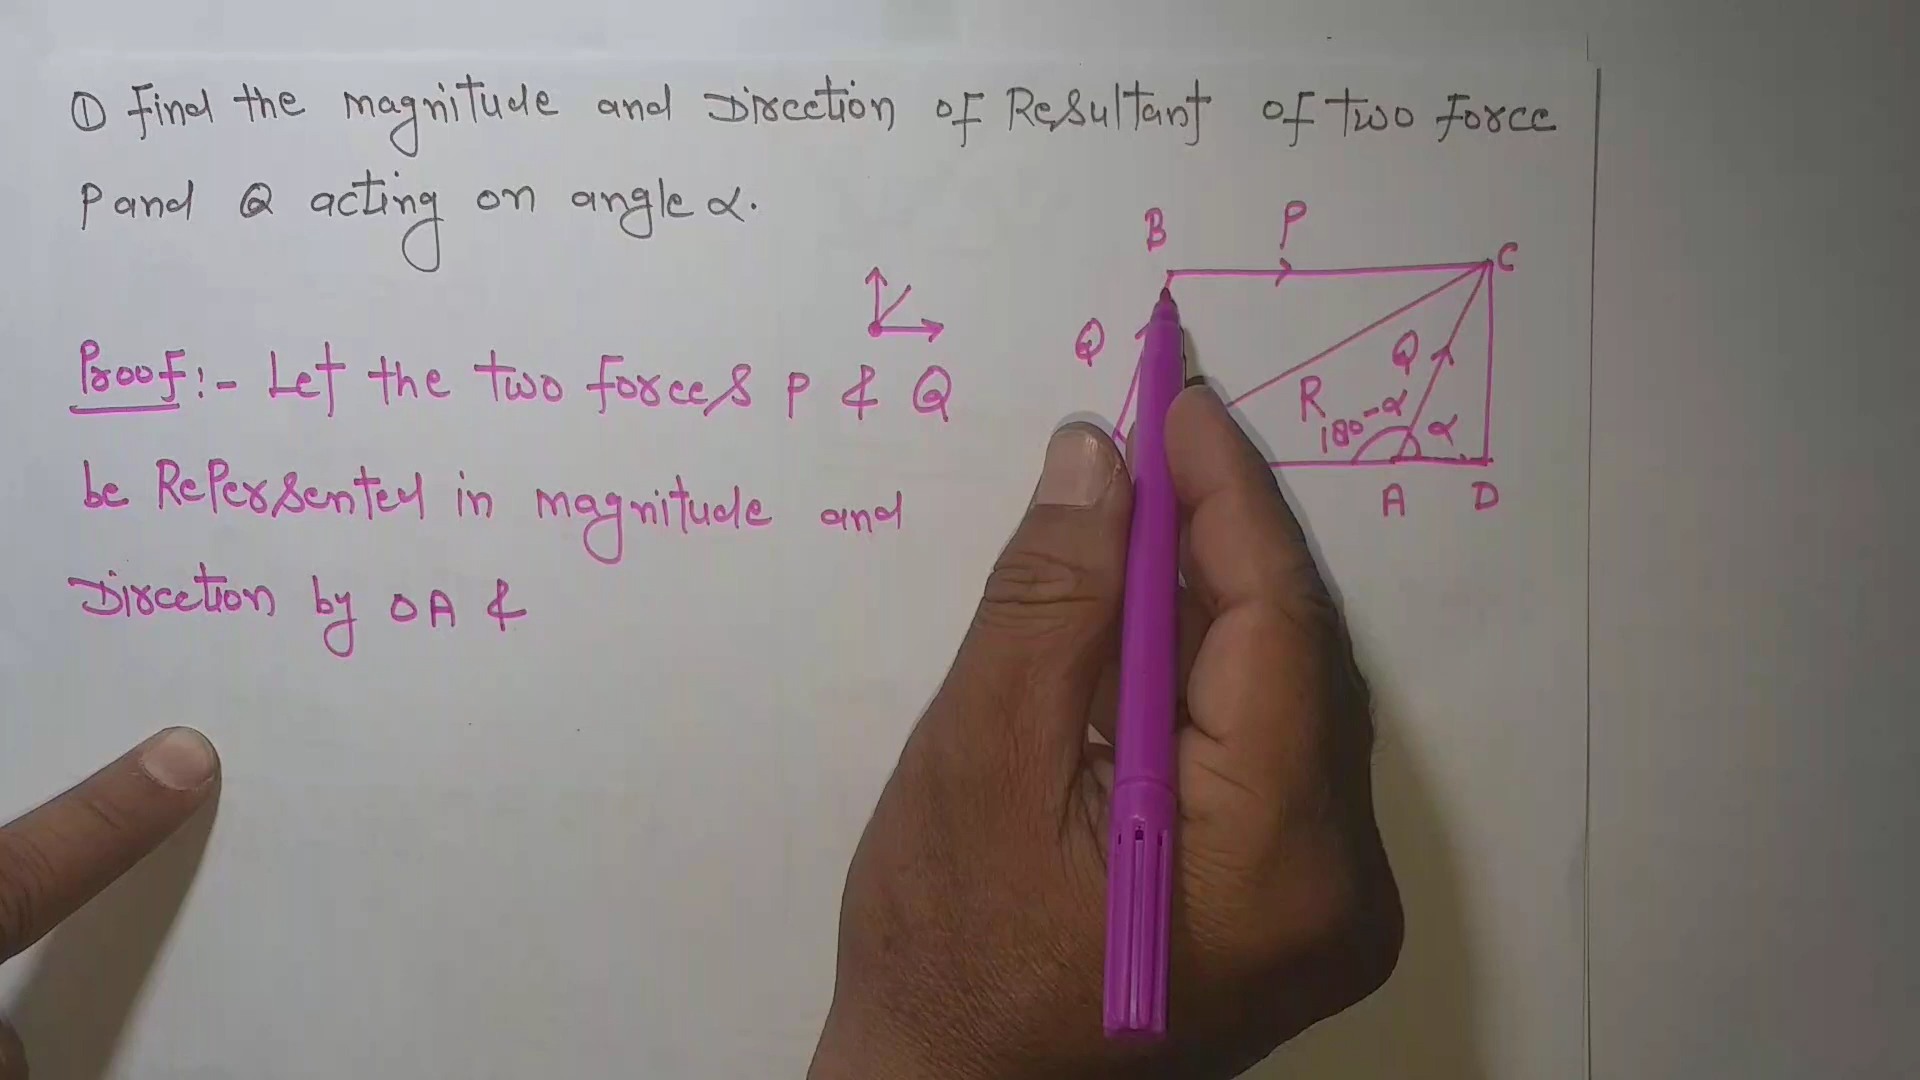 ① Find the magnitude and Direction of Resultant of two force
P and Q acting on angle α.
Proof:- Let the two forces P & Q
be Repersented in magnitude and
Direction by OA &
B P C
Q Q
R 180-α α
A D